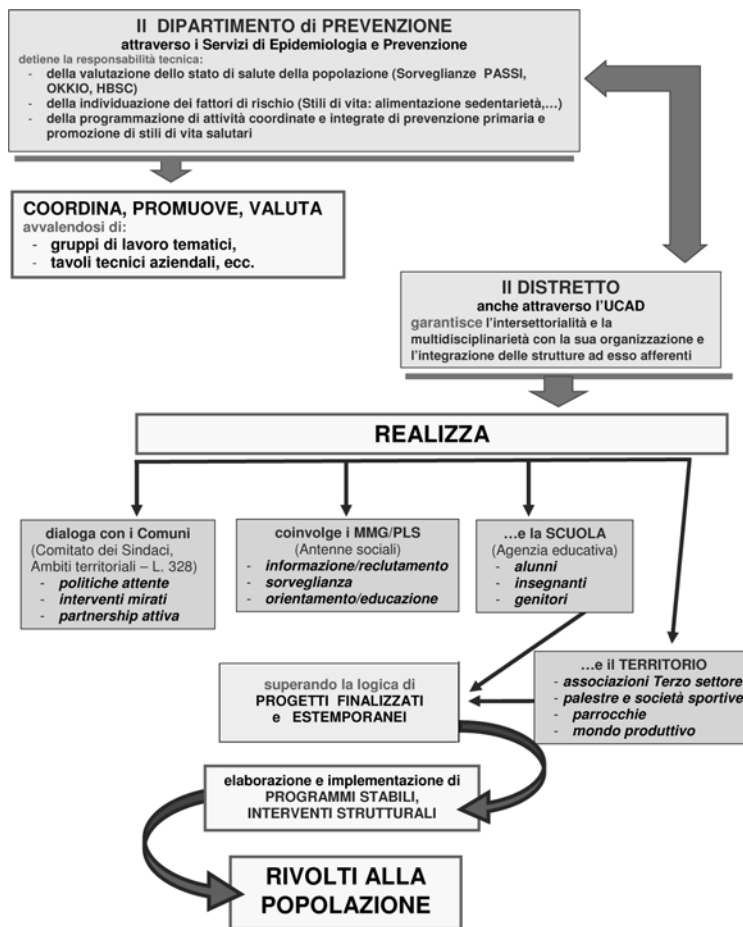 Il DIPARTIMENTO di PREVENZIONE
attraverso i Servizi di Epidemiologia e Prevenzione
detiene la responsabilità tecnica:
- della valutazione dello stato di salute della popolazione (Sorveglianze PASSI,
OKKIO, HBSC)
- della individuazione dei fattori di rischio (Stili di vita: alimentazione sedentarietà,...)
- della programmazione di attività coordinate e integrate di prevenzione primaria e
promozione di stili di vita salutari
COORDINA, PROMUOVE, VALUTA
avvalendosi di:
- gruppi di lavoro tematici,
- tavoli tecnici aziendali, ecc.
Il DISTRETTO
anche attraverso l'UCAD
garantisce l'intersettorialità e la
multidisciplinarietà con la sua organizzazione e
l'integrazione delle strutture ad esso afferenti
REALIZZA
dialoga con i Comuni
(Comitato dei Sindaci,
Ambiti territoriali – L. 328)
- politiche attente
- interventi mirati
- partnership attiva
coinvolge i MMG/PLS
(Antenne sociali)
- informazione/reclutamento
- sorveglianza
- orientamento/educazione
...e la SCUOLA
(Agenzia educativa)
- alunni
- insegnanti
- genitori
...e il TERRITORIO
- associazioni Terzo settore
- palestre e società sportive
- parrocchie
- mondo produttivo
superando la logica di
PROGETTI FINALIZZATI
e ESTEMPORANEI
elaborazione e implementazione di
PROGRAMMI STABILI,
INTERVENTI STRUTTURALI
RIVOLTI ALLA
POPOLAZIONE